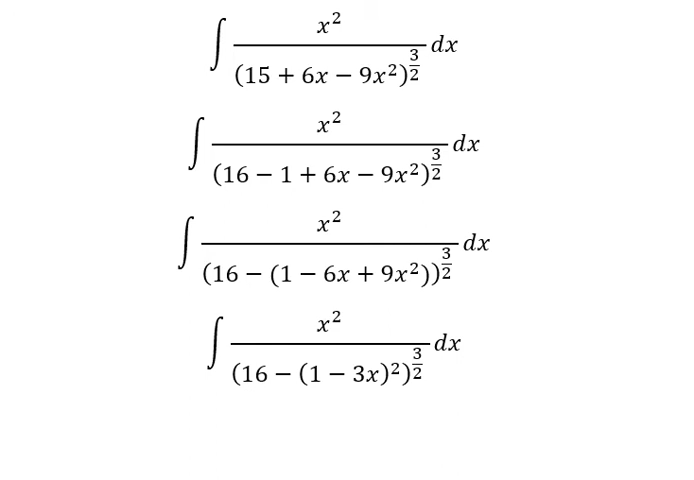 ∫ x² / (15 + 6x − 9x²)^(3/2) dx
∫ x² / (16 − 1 + 6x − 9x²)^(3/2) dx
∫ x² / (16 − (1 − 6x + 9x²))^(3/2) dx
∫ x² / (16 − (1 − 3x)²)^(3/2) dx